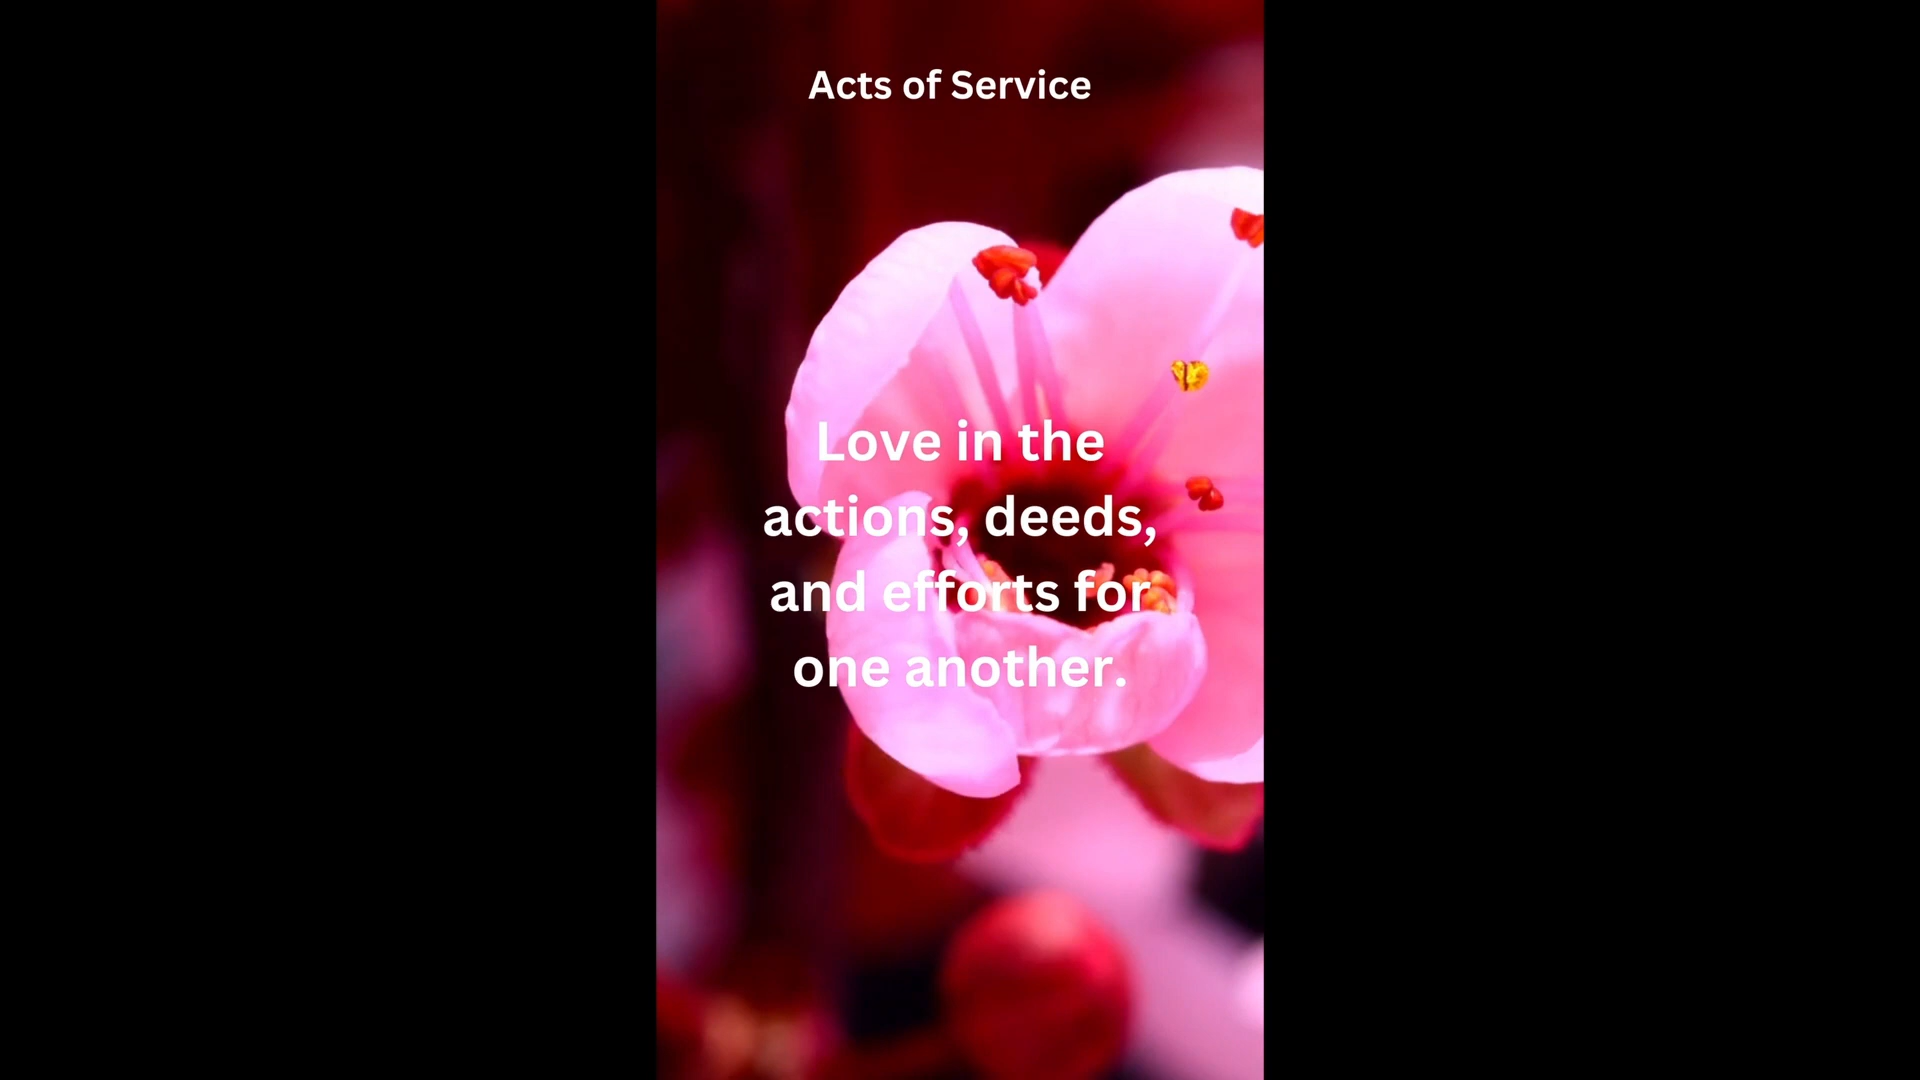 Acts of Service
Love in the
actions, deeds,
and efforts for
one another.